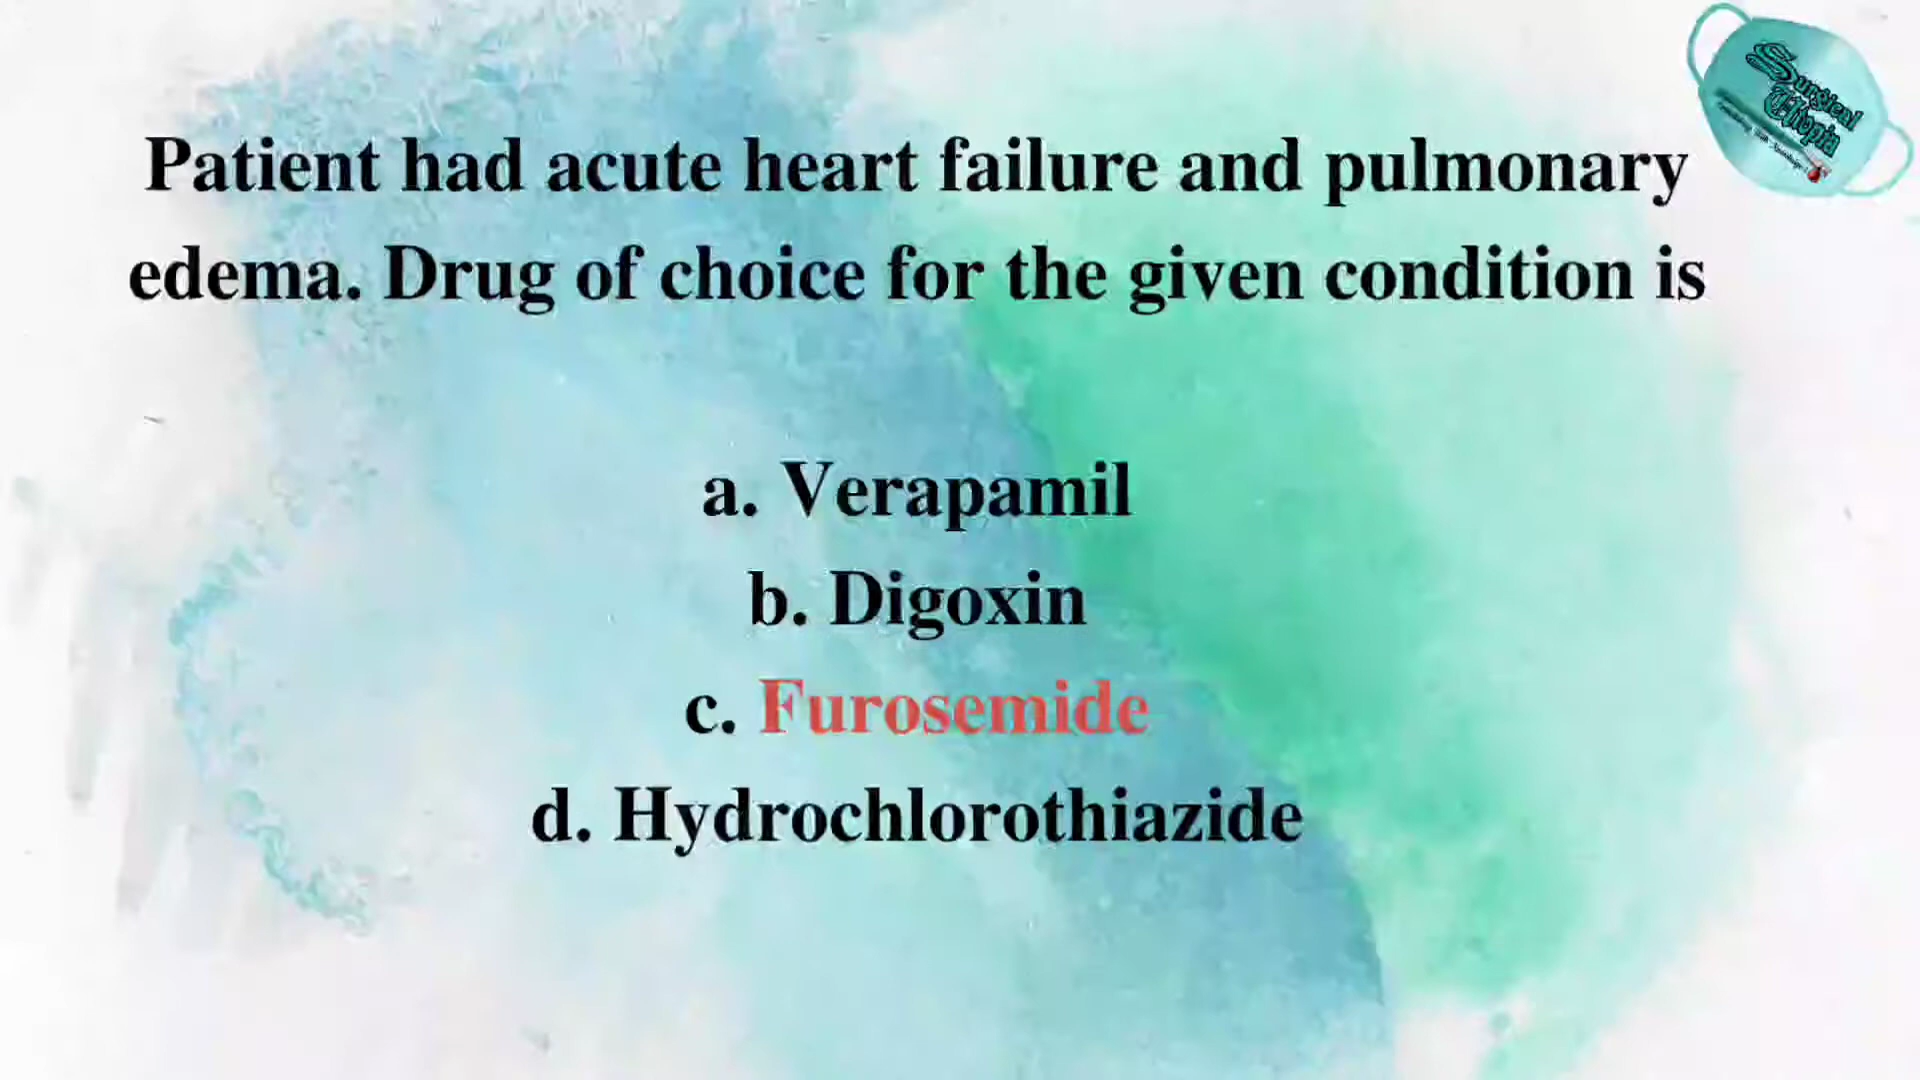 Surgical
Utopia
Patient had acute heart failure and pulmonary
edema. Drug of choice for the given condition is
a. Verapamil
b. Digoxin
c. Furosemide
d. Hydrochlorothiazide